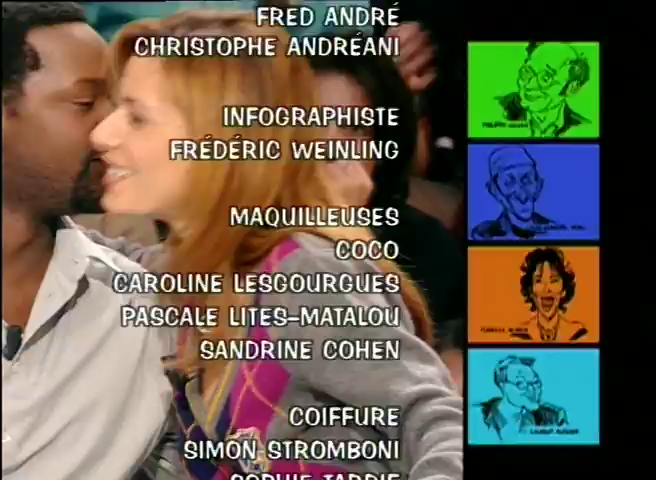 FRED ANDRÉ
CHRISTOPHE ANDRÉANI
INFOGRAPHISTE
FRÉDÉRIC WEINLING
MAQUILLEUSES
COCO
CAROLINE LESGOURGUES
PASCALE LITES-MATALOU
SANDRINE COHEN
COIFFURE
SIMON STROMBONI